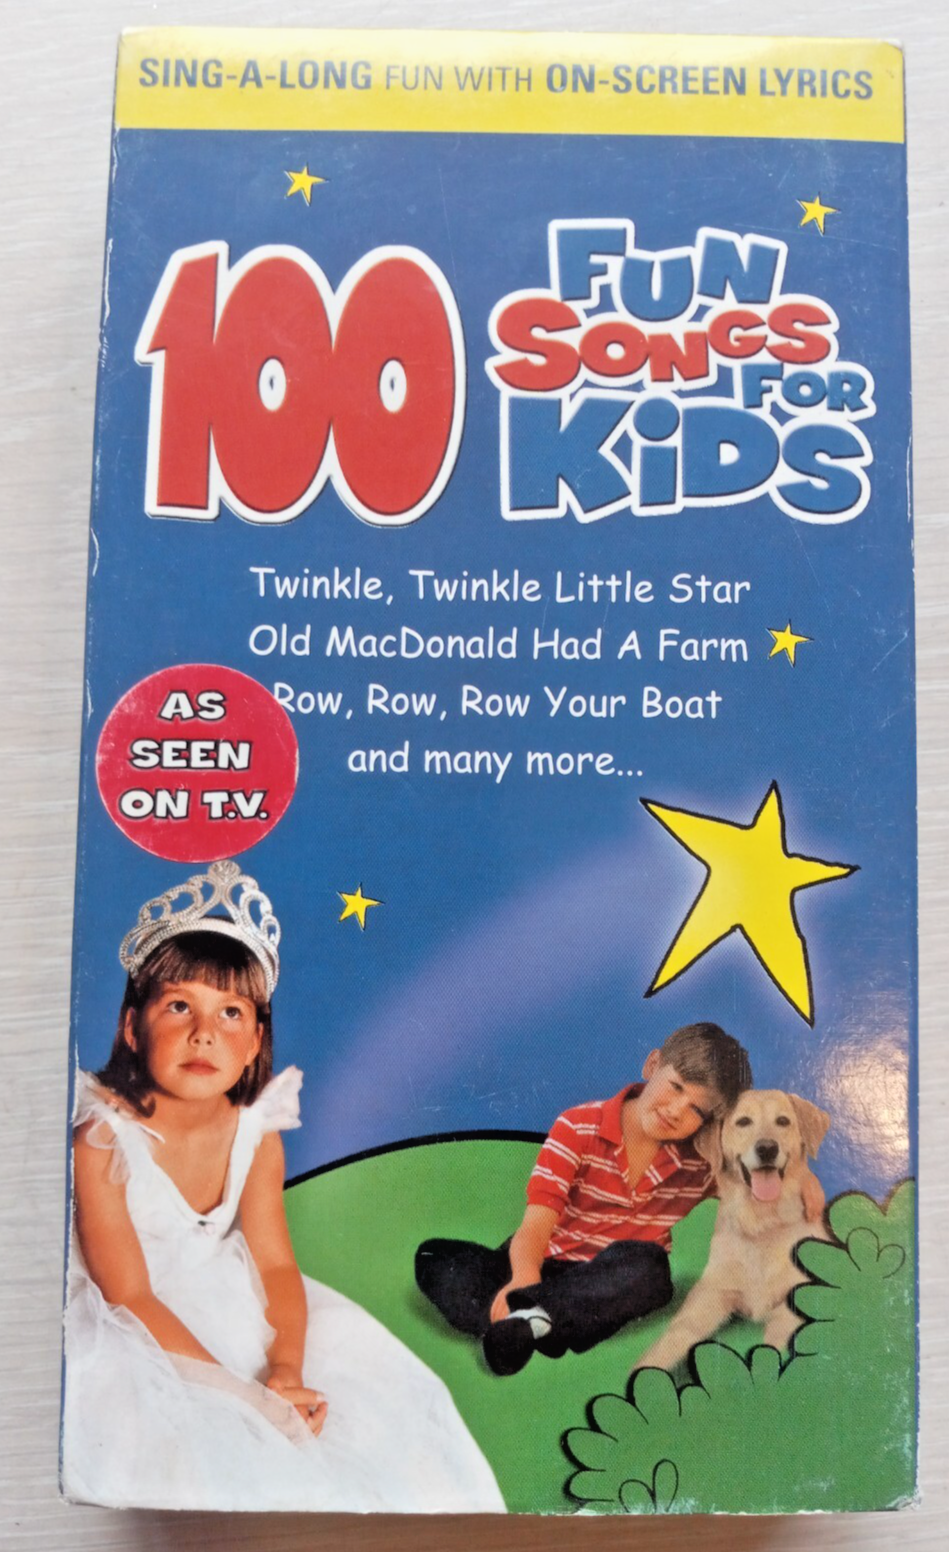 SING-A-LONG FUN WITH ON-SCREEN LYRICS
100
FUN
SONGS
FOR
KiDS
Twinkle, Twinkle Little Star
Old MacDonald Had A Farm
Row, Row, Row Your Boat
and many more...
AS
SEEN
ON T.V.